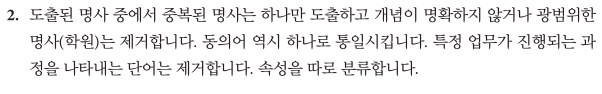 2. 도출된 명사 중에서 중복된 명사는 하나만 도출하고 개념이 명확하지 않거나 광범위한
명사(학원)는 제거합니다. 동의어 역시 하나로 통일시킵니다. 특정 업무가 진행되는 과
정을 나타내는 단어는 제거합니다. 속성을 따로 분류합니다.